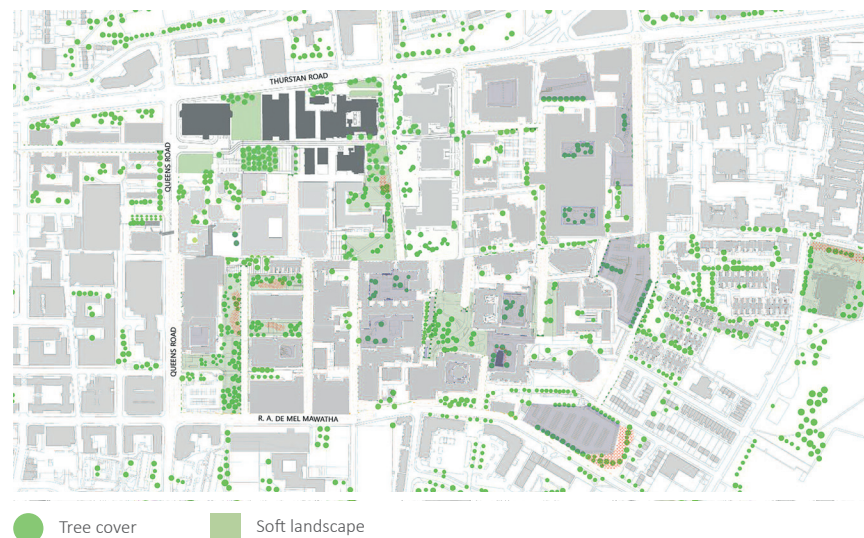 THURSTAN ROAD
QUEENS ROAD
QUEENS ROAD
R. A. DE MEL MAWATHA
Tree cover
Soft landscape